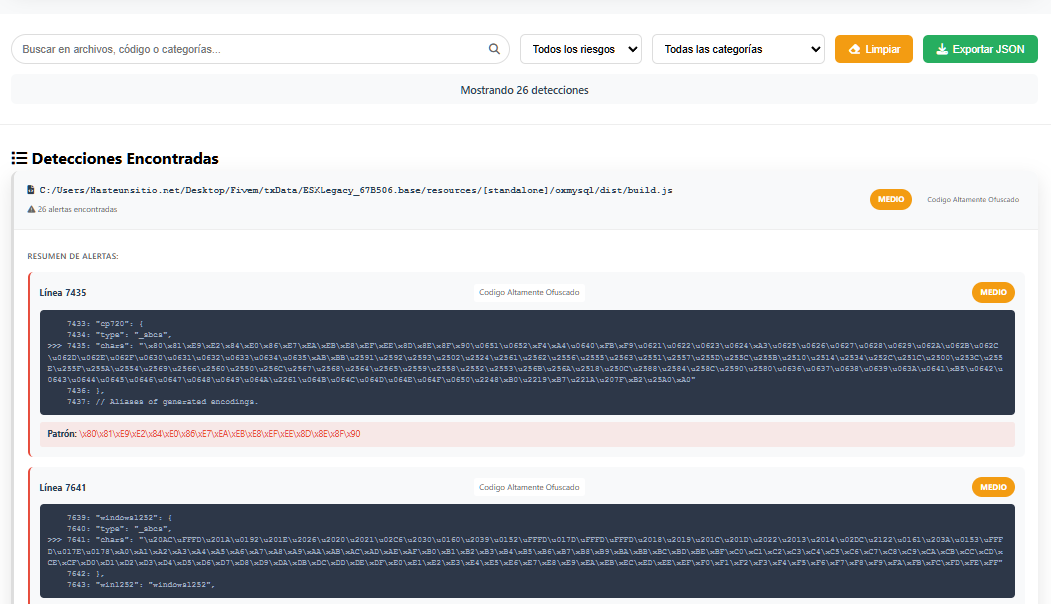 Buscar en archivos, código o categorías...
Todos los riesgos
Todas las categorías
Limpiar
Exportar JSON
Mostrando 26 detecciones
Detecciones Encontradas
C:/Users/Masteunsitio.net/Desktop/Fivem/txData/ESXLegacy_67B506.base/resources/[standalone]/oxmysql/dist/build.js
26 alertas encontradas
MEDIO
Codigo Altamente Ofuscado
RESUMEN DE ALERTAS:
Línea 7435
Codigo Altamente Ofuscado
MEDIO
7433: "cp720": {
7434: "type": "_sbcs",
>>> 7435: "chars": "\x80\x81\xE9\xE2\x84\xE0\x86\xE7\xEA\xEB\xE8\xEF\xEE\x8D\x8E\x8F\x90\u0651\u0652\xF4\xA4\u0640\xFB\xF9\u0621\u0622\u0623\u0624\xA3\u0625\u0626\u0627\u0628\u0629\u062A\u062B\u062C
\u062D\u062E\u062F\u0630\u0631\u0632\u0633\u0634\u0635\xAB\xBB\u2591\u2592\u2593\u2502\u2524\u2561\u2562\u2556\u2555\u2563\u2551\u2557\u255D\u255C\u255B\u2510\u2514\u2534\u252C\u251C\u2500\u253C\u255
E\u255F\u255A\u2554\u2569\u2566\u2560\u2550\u256C\u2567\u2568\u2564\u2565\u2559\u2558\u2552\u2553\u256B\u256A\u2518\u250C\u2588\u2584\u258C\u2590\u2580\u0636\u0637\u0638\u0639\u063A\u0641\xB5\u0642\u
0643\u0644\u0645\u0646\u0647\u0648\u0649\u064A\u2261\u064B\u064C\u064D\u064E\u064F\u0650\u2248\xB0\u2219\xB7\u221A\u207F\xB2\u25A0\xA0"
7436: },
7437: // Aliases of generated encodings.
Patrón: \x80\x81\xE9\xE2\x84\xE0\x86\xE7\xEA\xEB\xE8\xEF\xEE\x8D\x8E\x8F\x90
Línea 7641
Codigo Altamente Ofuscado
MEDIO
7639: "windows1252": {
7640: "type": "_sbcs",
>>> 7641: "chars": "\u20AC\uFFFD\u201A\u0192\u201E\u2026\u2020\u2021\u02C6\u2030\u0160\u2039\u0152\uFFFD\u017D\uFFFD\uFFFD\u2018\u2019\u201C\u201D\u2022\u2013\u2014\u02DC\u2122\u0161\u203A\u0153\uFFF
D\u017E\u0178\xA0\xA1\xA2\xA3\xA4\xA5\xA6\xA7\xA8\xA9\xAA\xAB\xAC\xAD\xAE\xAF\xB0\xB1\xB2\xB3\xB4\xB5\xB6\xB7\xB8\xB9\xBA\xBB\xBC\xBD\xBE\xBF\xC0\xC1\xC2\xC3\xC4\xC5\xC6\xC7\xC8\xC9\xCA\xCB\xCC\xCD\x
CE\xCF\xD0\xD1\xD2\xD3\xD4\xD5\xD6\xD7\xD8\xD9\xDA\xDB\xDC\xDD\xDE\xDF\xE0\xE1\xE2\xE3\xE4\xE5\xE6\xE7\xE8\xE9\xEA\xEB\xEC\xED\xEE\xEF\xF0\xF1\xF2\xF3\xF4\xF5\xF6\xF7\xF8\xF9\xFA\xFB\xFC\xFD\xFE\xFF"
7642: },
7643: "win1252": "windows1252",